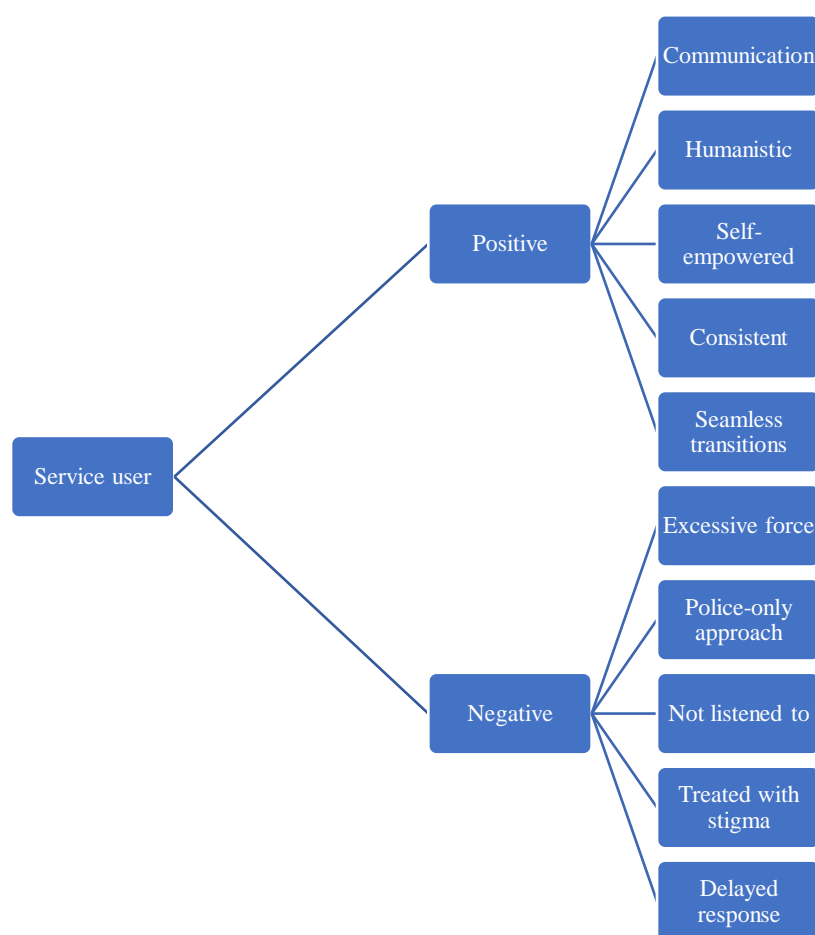 Communication
Humanistic
Positive
Self-
empowered
Consistent
Seamless
transitions
Service user
Excessive force
Police-only
approach
Negative
Not listened to
Treated with
stigma
Delayed
response